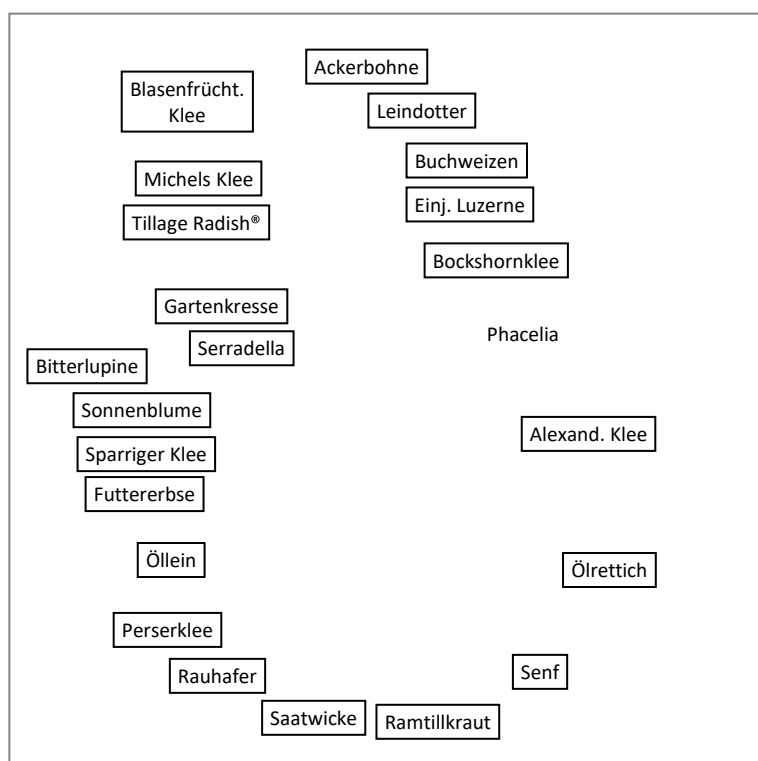 Ackerbohne
Blasenfrücht.
Klee
Leindotter
Buchweizen
Michels Klee
Einj. Luzerne
Tillage Radish®
Bockshornklee
Gartenkresse
Phacelia
Serradella
Bitterlupine
Sonnenblume
Alexand. Klee
Sparriger Klee
Futtererbse
Öllein
Ölrettich
Perserklee
Senf
Rauhafer
Saatwicke
Ramtillkraut